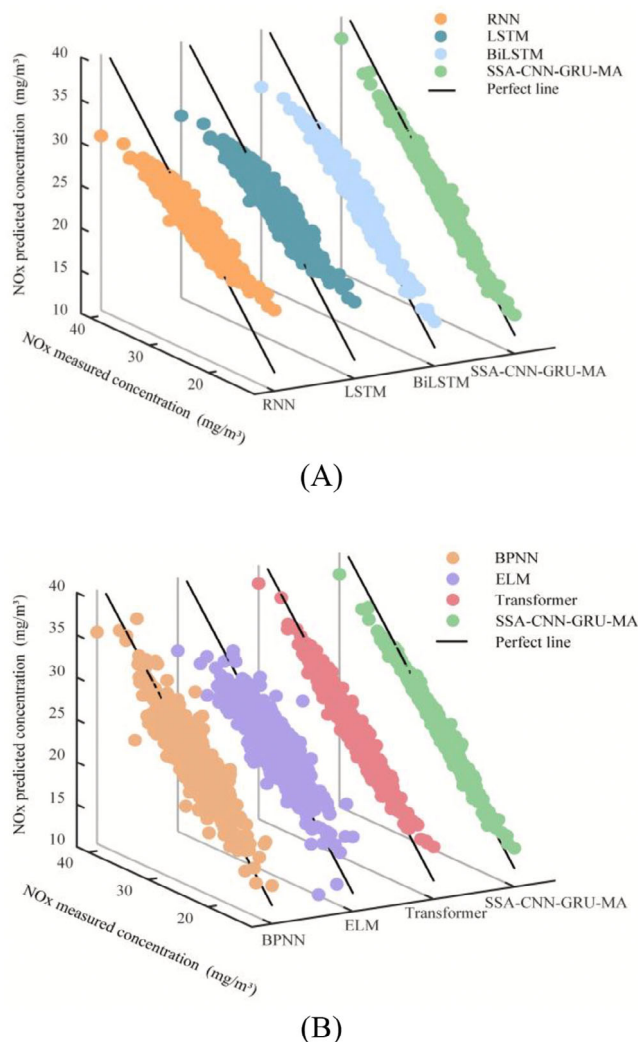 RNN
LSTM
BiLSTM
SSA-CNN-GRU-MA
Perfect line
NOx predicted concentration (mg/m³)
40
35
30
25
20
15
10
40
30
20
NOx measured concentration (mg/m³)
RNN
LSTM
BiLSTM
SSA-CNN-GRU-MA
(A)
BPNN
ELM
Transformer
SSA-CNN-GRU-MA
Perfect line
NOx predicted concentration (mg/m³)
40
35
30
25
20
15
10
40
30
20
NOx measured concentration (mg/m³)
BPNN
ELM
Transformer
SSA-CNN-GRU-MA
(B)